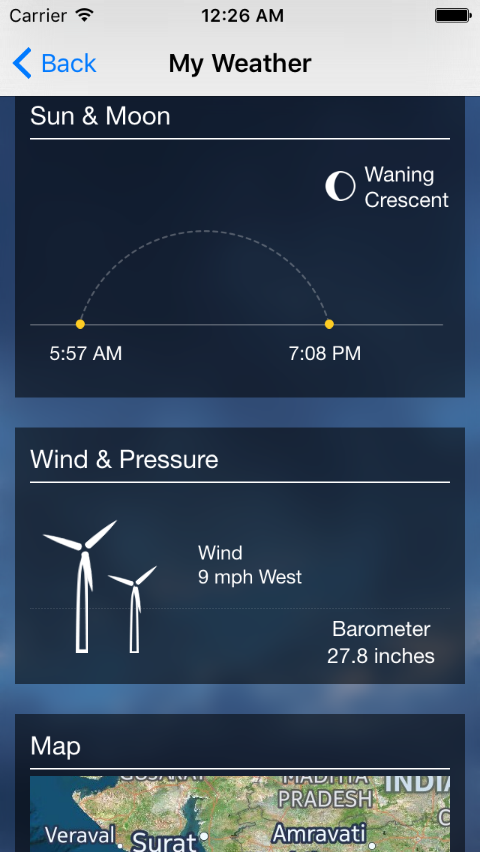 Carrier 12:26 AM
Back My Weather
Sun & Moon
Waning
Crescent
5:57 AM 7:08 PM
Wind & Pressure
Wind
9 mph West
Barometer
27.8 inches
Map
GUJARAT MADHYA INDIA
PRADESH
Veraval Surat Amravati